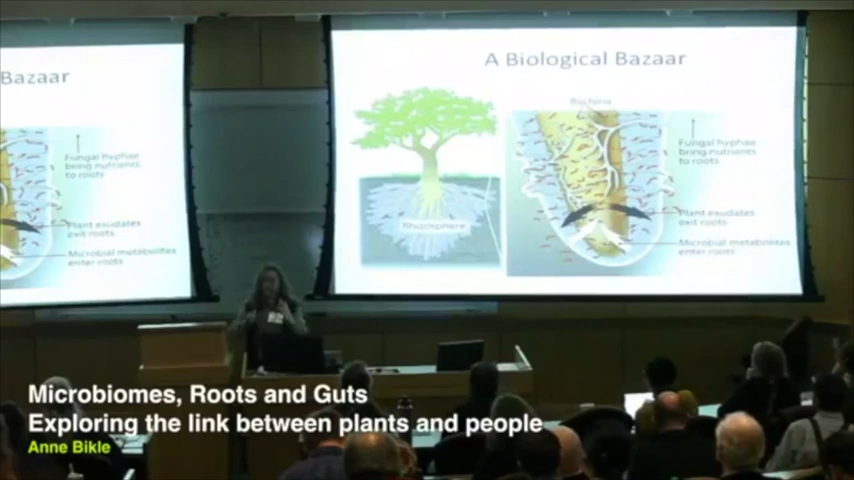 Bazaar
Fungal hyphae
bring nutrients
to roots
Plant exudates
exit roots
Microbial metabolites
enter roots
A Biological Bazaar
Rhizosphere
Bacteria
Fungal hyphae
bring nutrients
to roots
Plant exudates
exit roots
Microbial metabolites
enter roots
Microbiomes, Roots and Guts
Exploring the link between plants and people
Anne Bikle